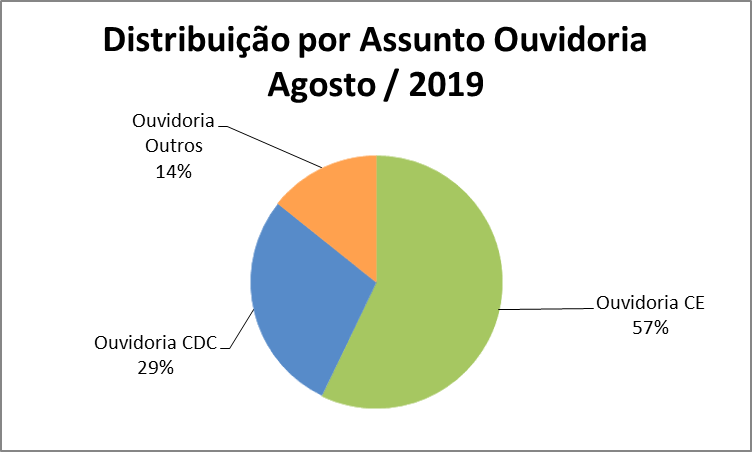 Distribuição por Assunto Ouvidoria
Agosto / 2019
Ouvidoria
Outros
14%
Ouvidoria CE
57%
Ouvidoria CDC
29%